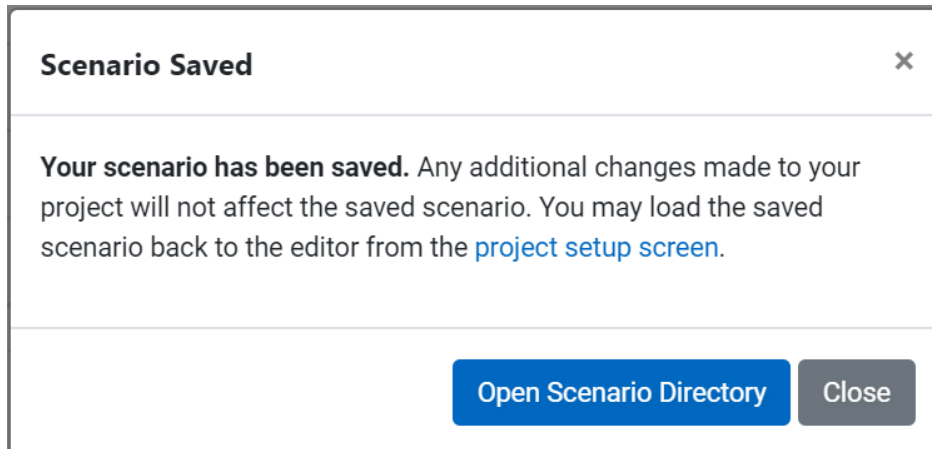 Scenario Saved ×
Your scenario has been saved. Any additional changes made to your
project will not affect the saved scenario. You may load the saved
scenario back to the editor from the project setup screen.
Open Scenario Directory Close